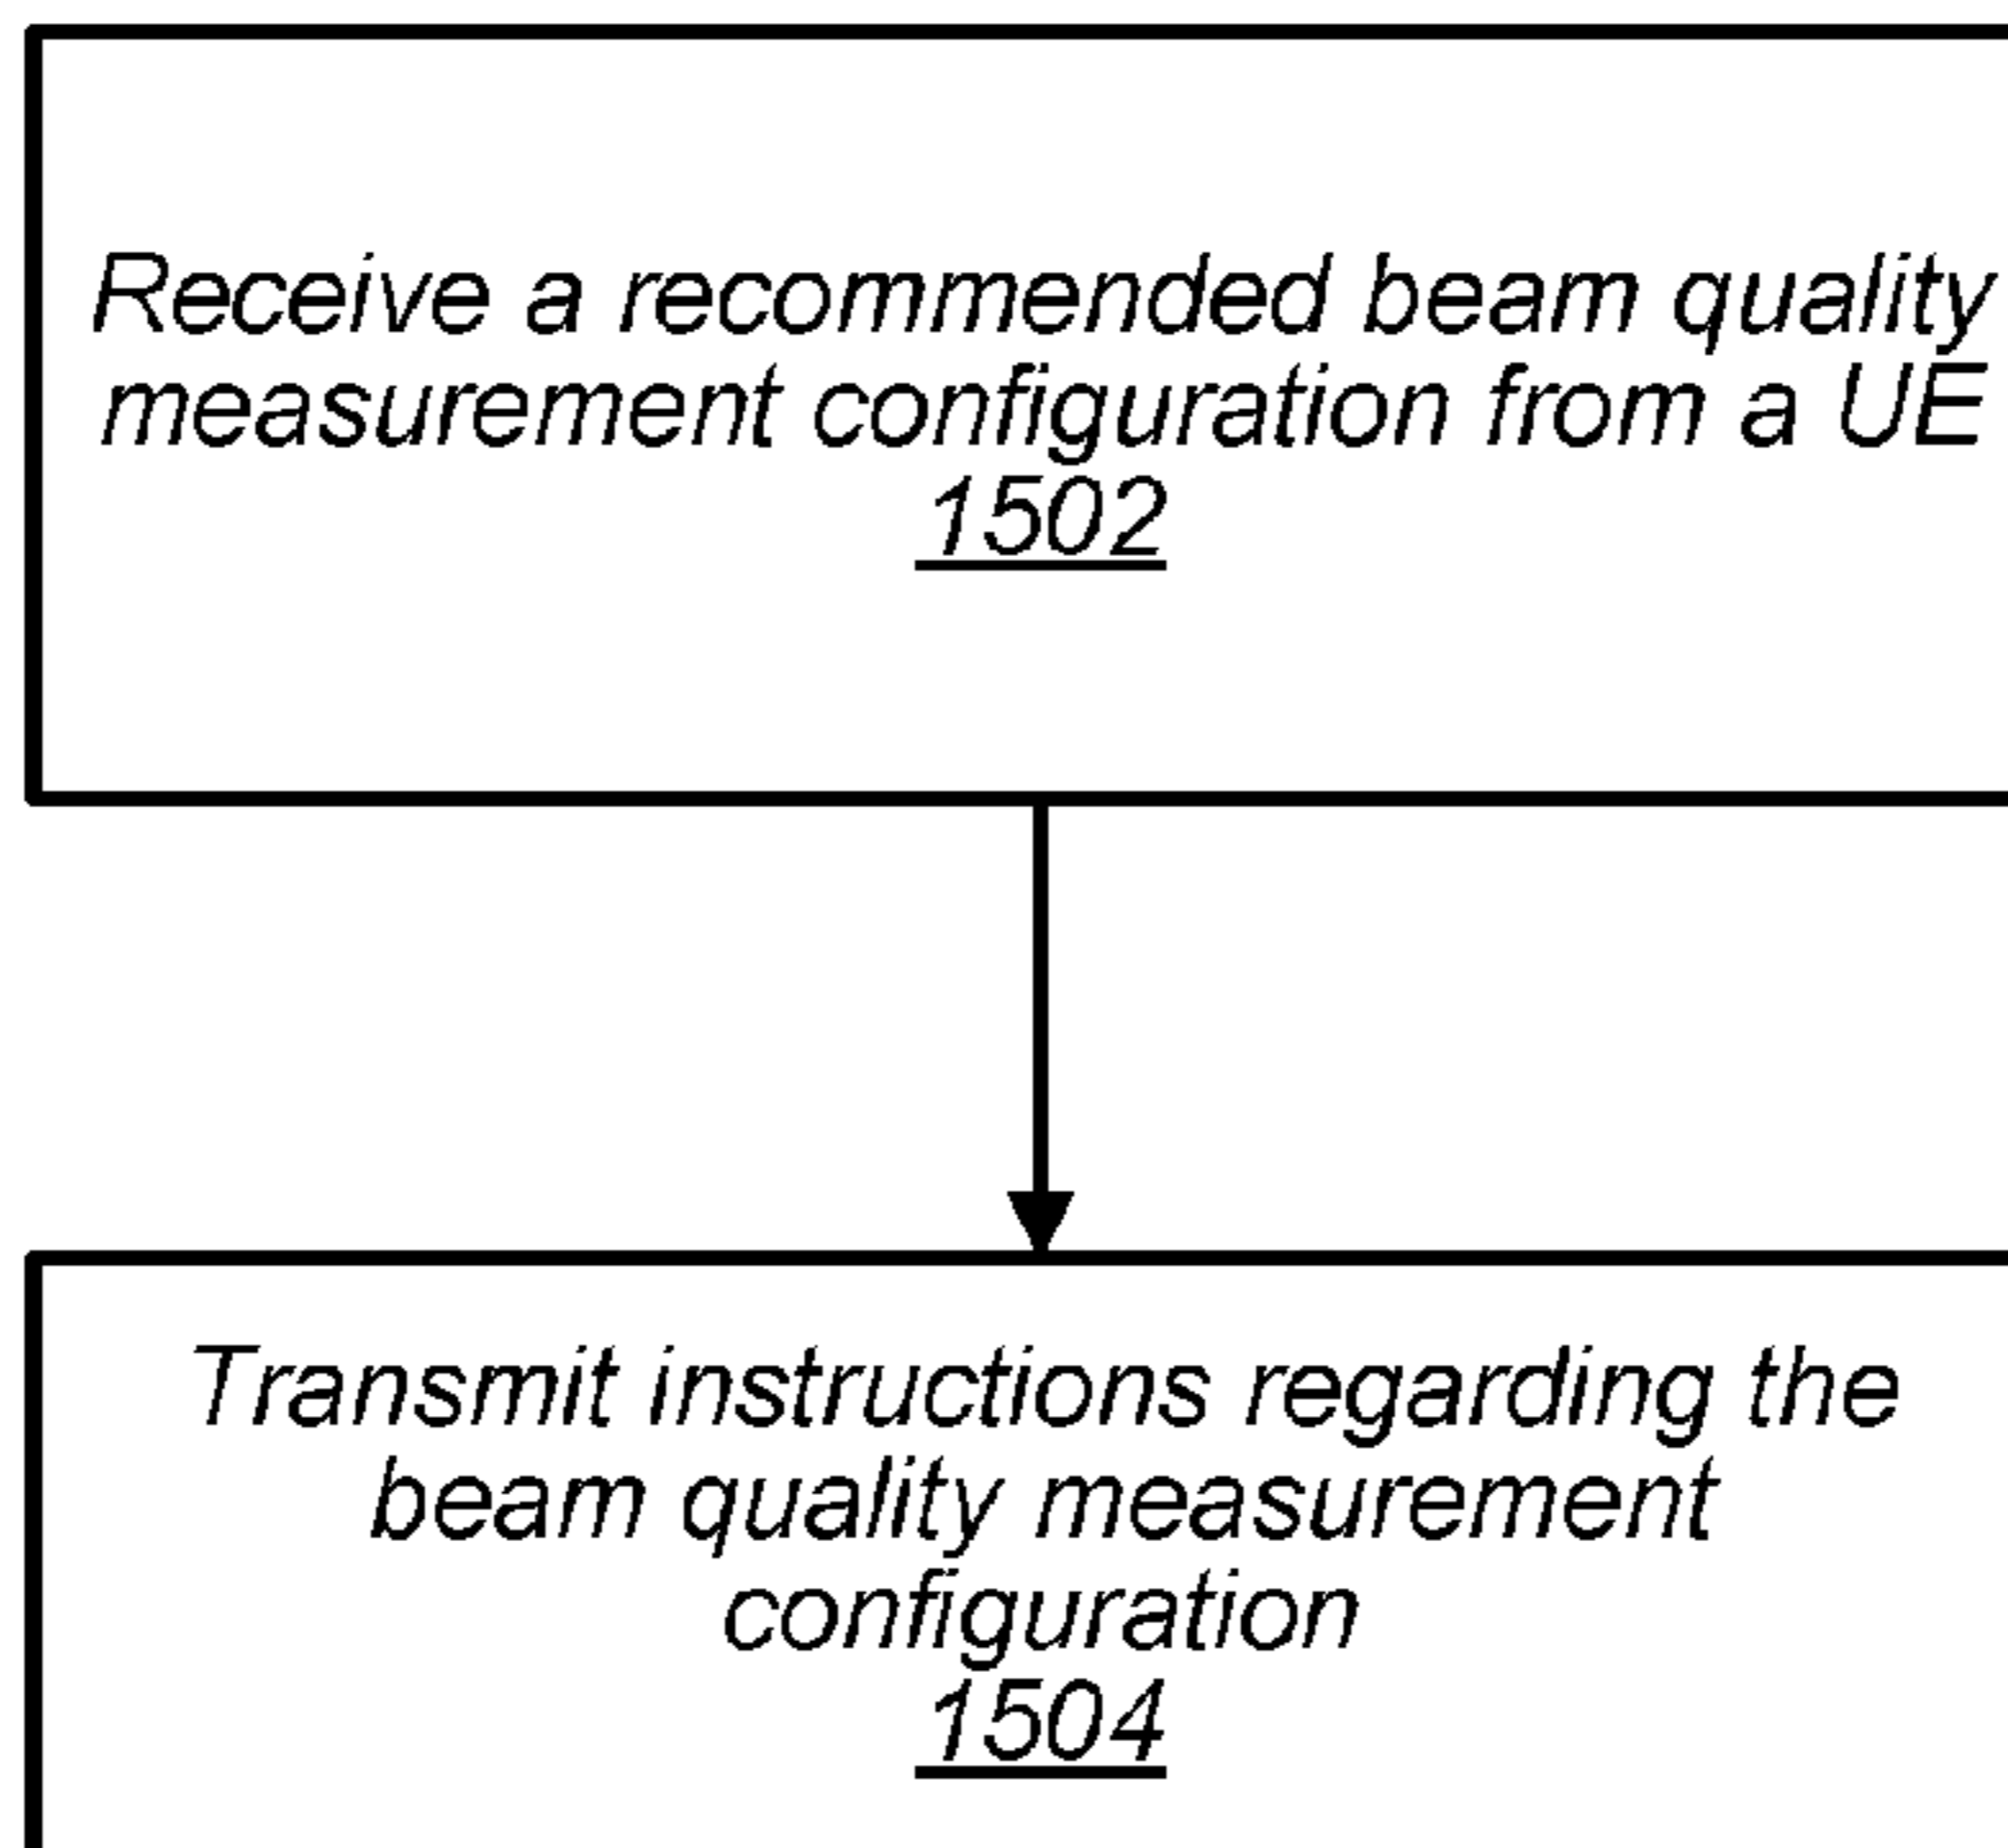 Receive a recommended beam quality
measurement configuration from a UE
1502
Transmit instructions regarding the
beam quality measurement
configuration
1504